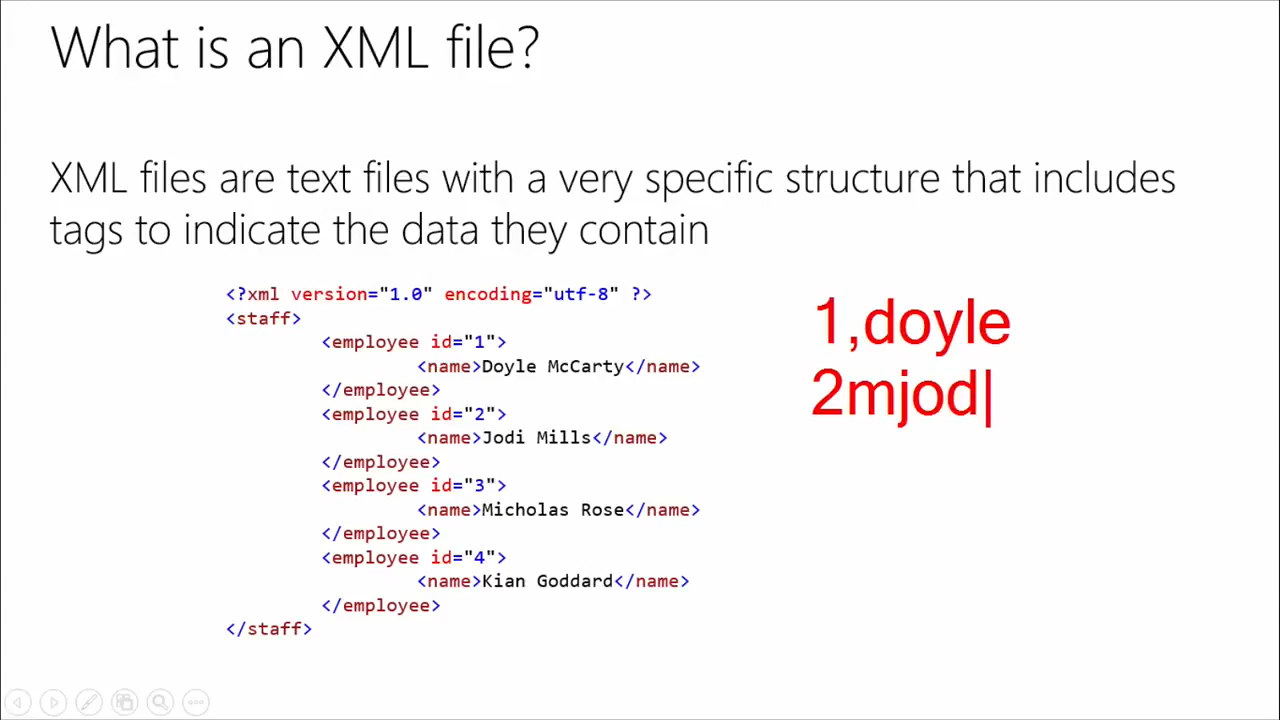 What is an XML file?
XML files are text files with a very specific structure that includes
tags to indicate the data they contain
<?xml version="1.0" encoding="utf-8" ?>
<staff>
<employee id="1">
<name>Doyle McCarty</name>
</employee>
<employee id="2">
<name>Jodi Mills</name>
</employee>
<employee id="3">
<name>Micholas Rose</name>
</employee>
<employee id="4">
<name>Kian Goddard</name>
</employee>
</staff>
1,doyle
2mjod